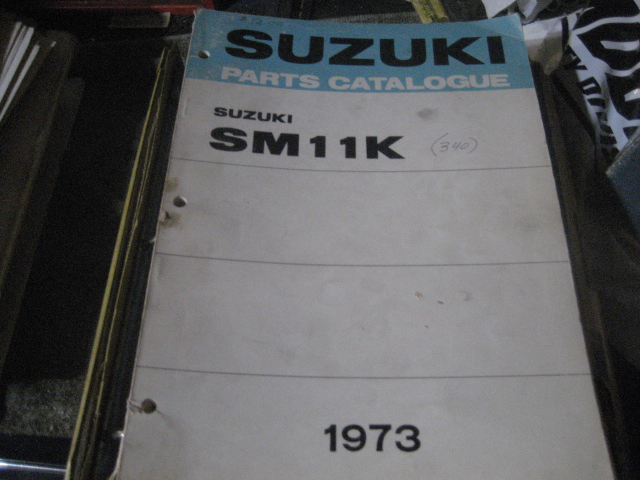 SUZUKI
PARTS CATALOGUE
SUZUKI
SM11K (340)
1973